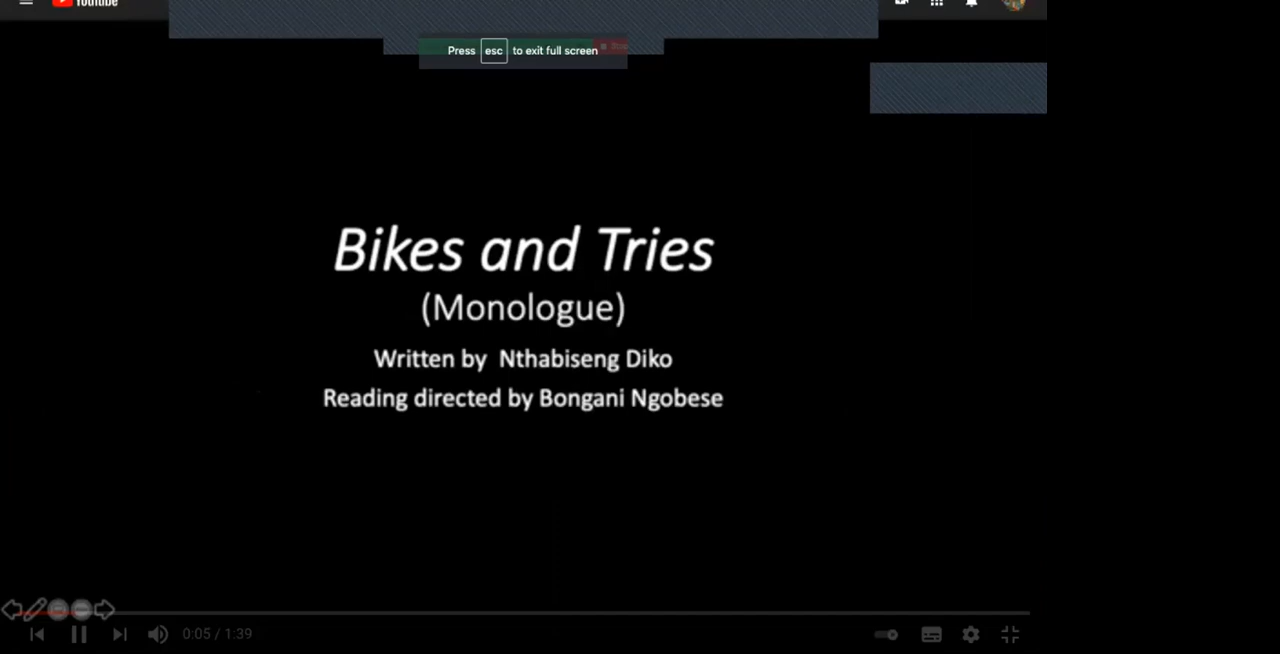 YouTube
Press esc to exit full screen
Stop
Bikes and Tries
(Monologue)
Written by Nthabiseng Diko
Reading directed by Bongani Ngobese
0:05 / 1:39